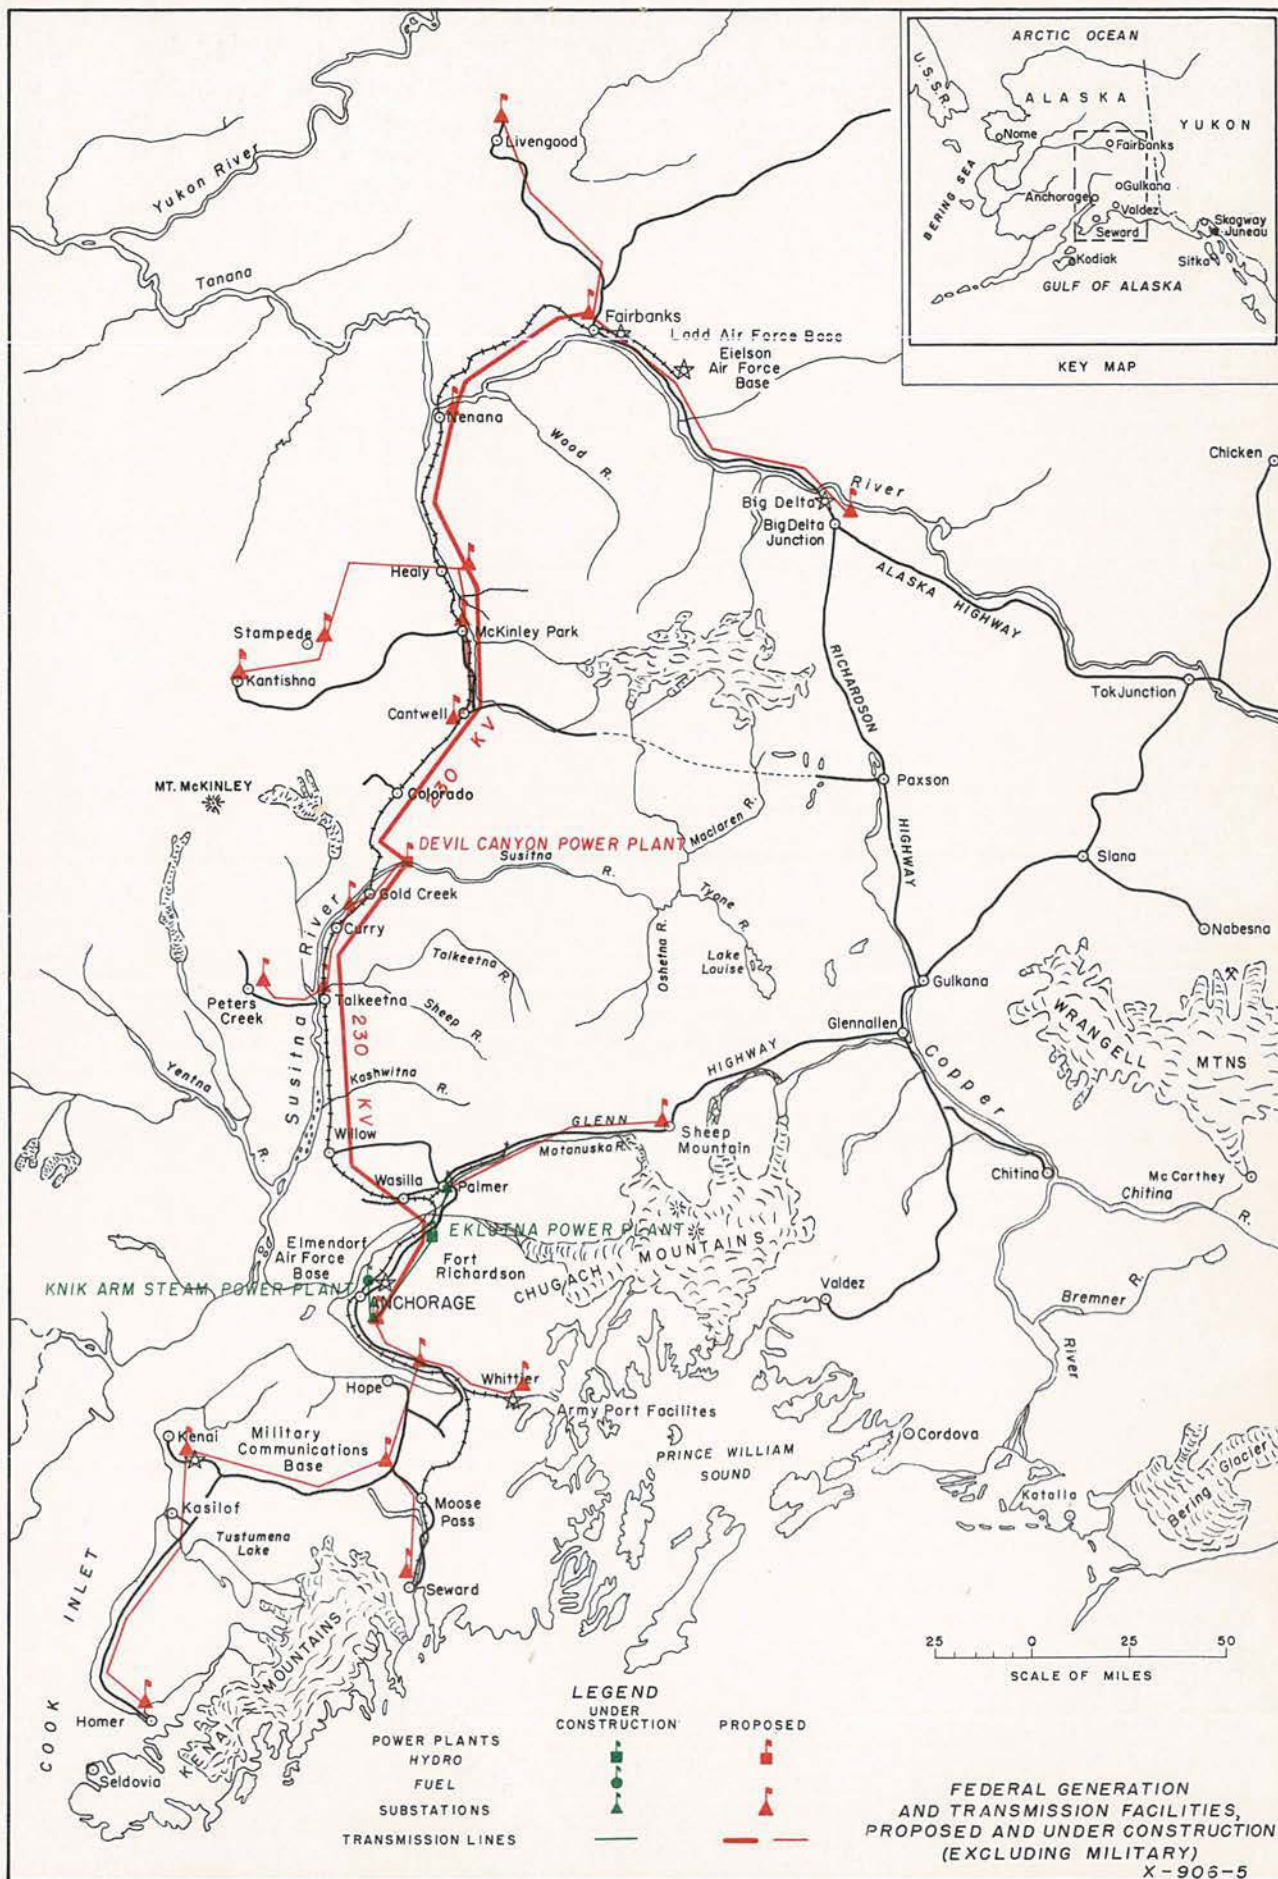 ARCTIC OCEAN
U.S.S.R.
ALASKA
YUKON
Nome
Fairbanks
BERING SEA
Gulkana
Anchorage
Valdez
Seward
Skagway
Juneau
Kodiak
Sitka
GULF OF ALASKA
KEY MAP
Livengood
Yukon River
Tanana
Fairbanks
Ladd Air Force Base
Eielson
Air Force
Base
Nenana
Wood R.
Chicken
River
Big Delta
Big Delta
Junction
ALASKA HIGHWAY
Healy
Stampede
McKinley Park
Kantishna
RICHARDSON
HIGHWAY
Tok Junction
Cantwell
230 KV
Paxson
MT. McKINLEY
Colorado
Maclaren R.
DEVIL CANYON POWER PLANT
Susitna
R.
Slana
Gold Creek
Tyone R.
Curry
Nabesna
Oshetna R.
Lake
Louise
Talkeetna R.
Peters
Creek
Talkeetna
Gulkana
Susitna River
Sheep R.
Glennallen
WRANGELL
MTNS
230 KV
Copper
HIGHWAY
Yentna
R.
Kashwitna R.
GLENN
Willow
Matanuska R.
Sheep
Mountain
Chitina
McCarthey
Wasilla
Palmer
Chitina
R.
EKLUTNA POWER PLANT
Elmendorf
Air Force
Base
Fort
Richardson
CHUGACH MOUNTAINS
KNIK ARM STEAM POWER PLANT
ANCHORAGE
Valdez
Bremner R.
River
Whittier
Hope
Army Port Facilites
Kenai
Military
Communications
Base
PRINCE WILLIAM
SOUND
Cordova
Bering Glacier
Moose
Pass
Kasilof
Katalla
Tustumena
Lake
Seward
COOK INLET
KENAI MOUNTAINS
Homer
Seldovia
25 0 25 50
SCALE OF MILES
LEGEND
UNDER
CONSTRUCTION
PROPOSED
POWER PLANTS
HYDRO
FUEL
SUBSTATIONS
TRANSMISSION LINES
FEDERAL GENERATION
AND TRANSMISSION FACILITIES,
PROPOSED AND UNDER CONSTRUCTION
(EXCLUDING MILITARY)
X-906-5